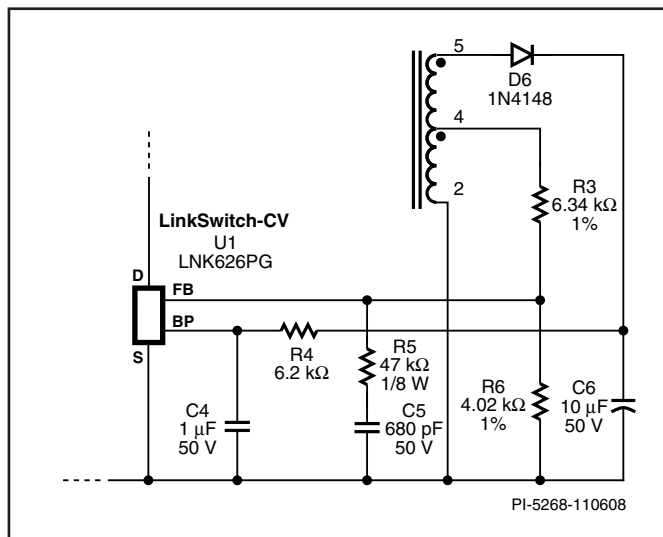 5
D6
1N4148
4
2
R3
6.34 kΩ
1%
LinkSwitch-CV
U1
LNK626PG
D
FB
BP
S
R4
6.2 kΩ
R5
47 kΩ
1/8 W
C4
1 μF
50 V
C5
680 pF
50 V
R6
4.02 kΩ
1%
C6
10 μF
50 V
PI-5268-110608